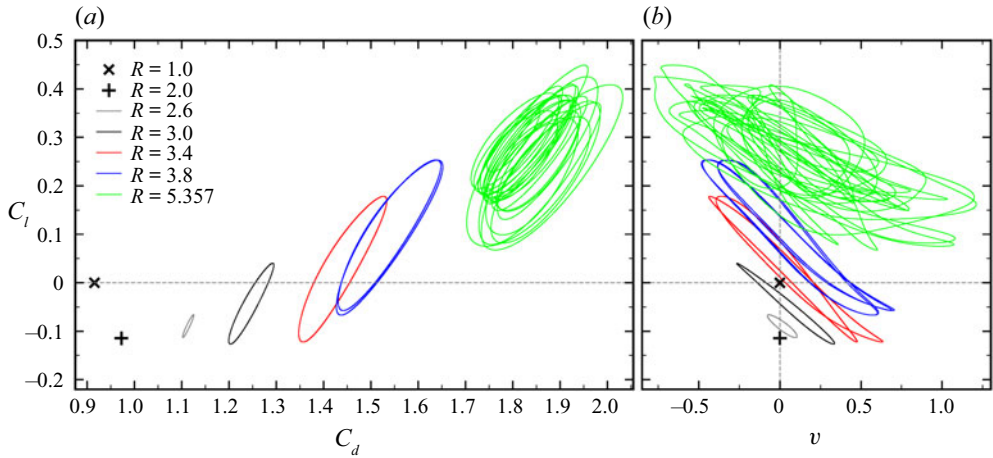 (a) (b)
0.5
R = 1.0
0.4
R = 2.0
R = 2.6
0.3
R = 3.0
R = 3.4
0.2
R = 3.8
R = 5.357
C_l
0.1
0
–0.1
–0.2
0.9 1.0 1.1 1.2 1.3 1.4 1.5 1.6 1.7 1.8 1.9 2.0 –0.5 0 0.5 1.0
C_d v